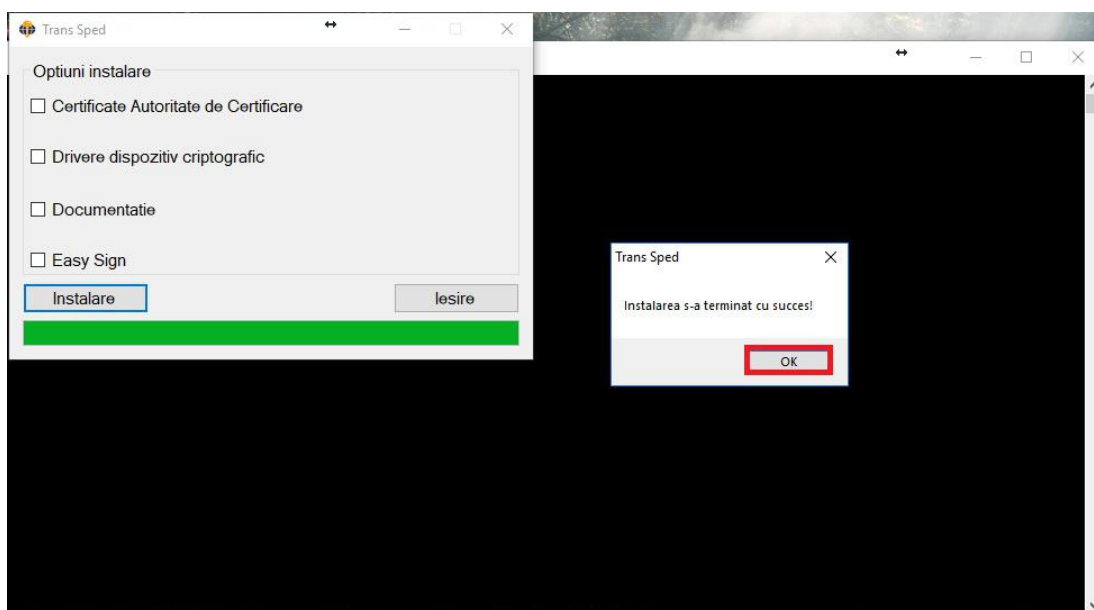 Trans Sped
Optiuni instalare
Certificate Autoritate de Certificare
Drivere dispozitiv criptografic
Documentatie
Easy Sign
Instalare
Iesire
Trans Sped
Instalarea s-a terminat cu succes!
OK